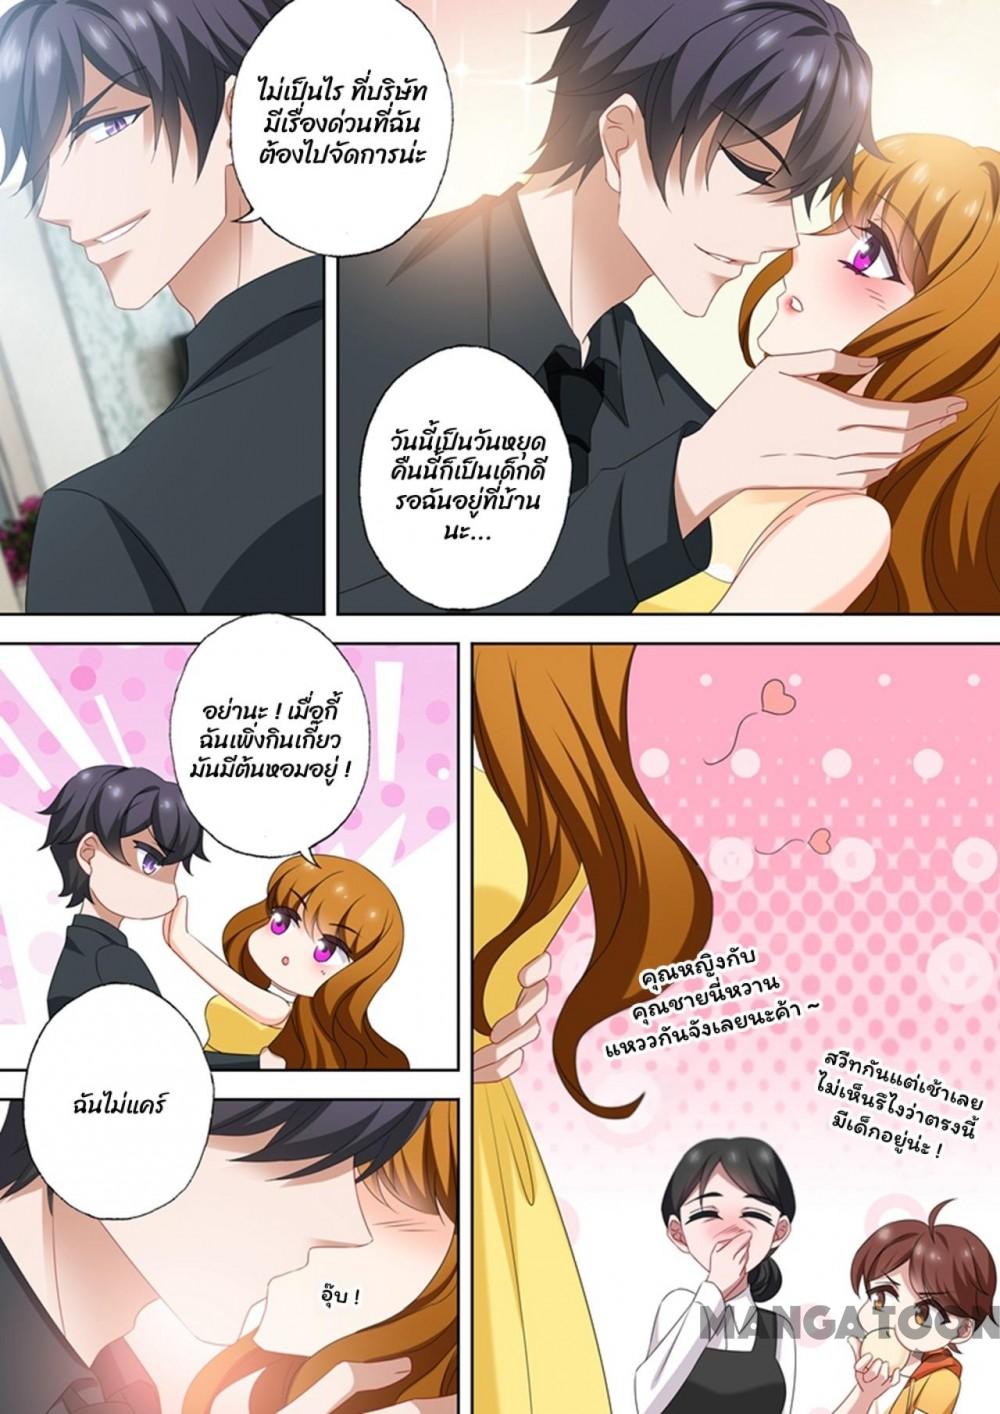 ไม่เป็นไร ที่บริษัท
มีเรื่องด่วนที่ฉัน
ต้องไปจัดการน่ะ
วันนี้เป็นวันหยุด
คืนนี้ก็เป็นเด็กดี
รอฉันอยู่ที่บ้าน
นะ...
อย่านะ ! เมื่อกี้
ฉันเพิ่งกินเกี๊ยว
มันมีต้นหอมอยู่ !
คุณหญิงกับ
คุณชายนี่หวาน
แหววกันจังเลยนะค้า ~
สวีทกันแต่เช้าเลย
ไม่เห็นรึไงว่าตรงนี้
มีเด็กอยู่น่ะ !
ฉันไม่แคร์
อุ๊บ !
MANGATOON